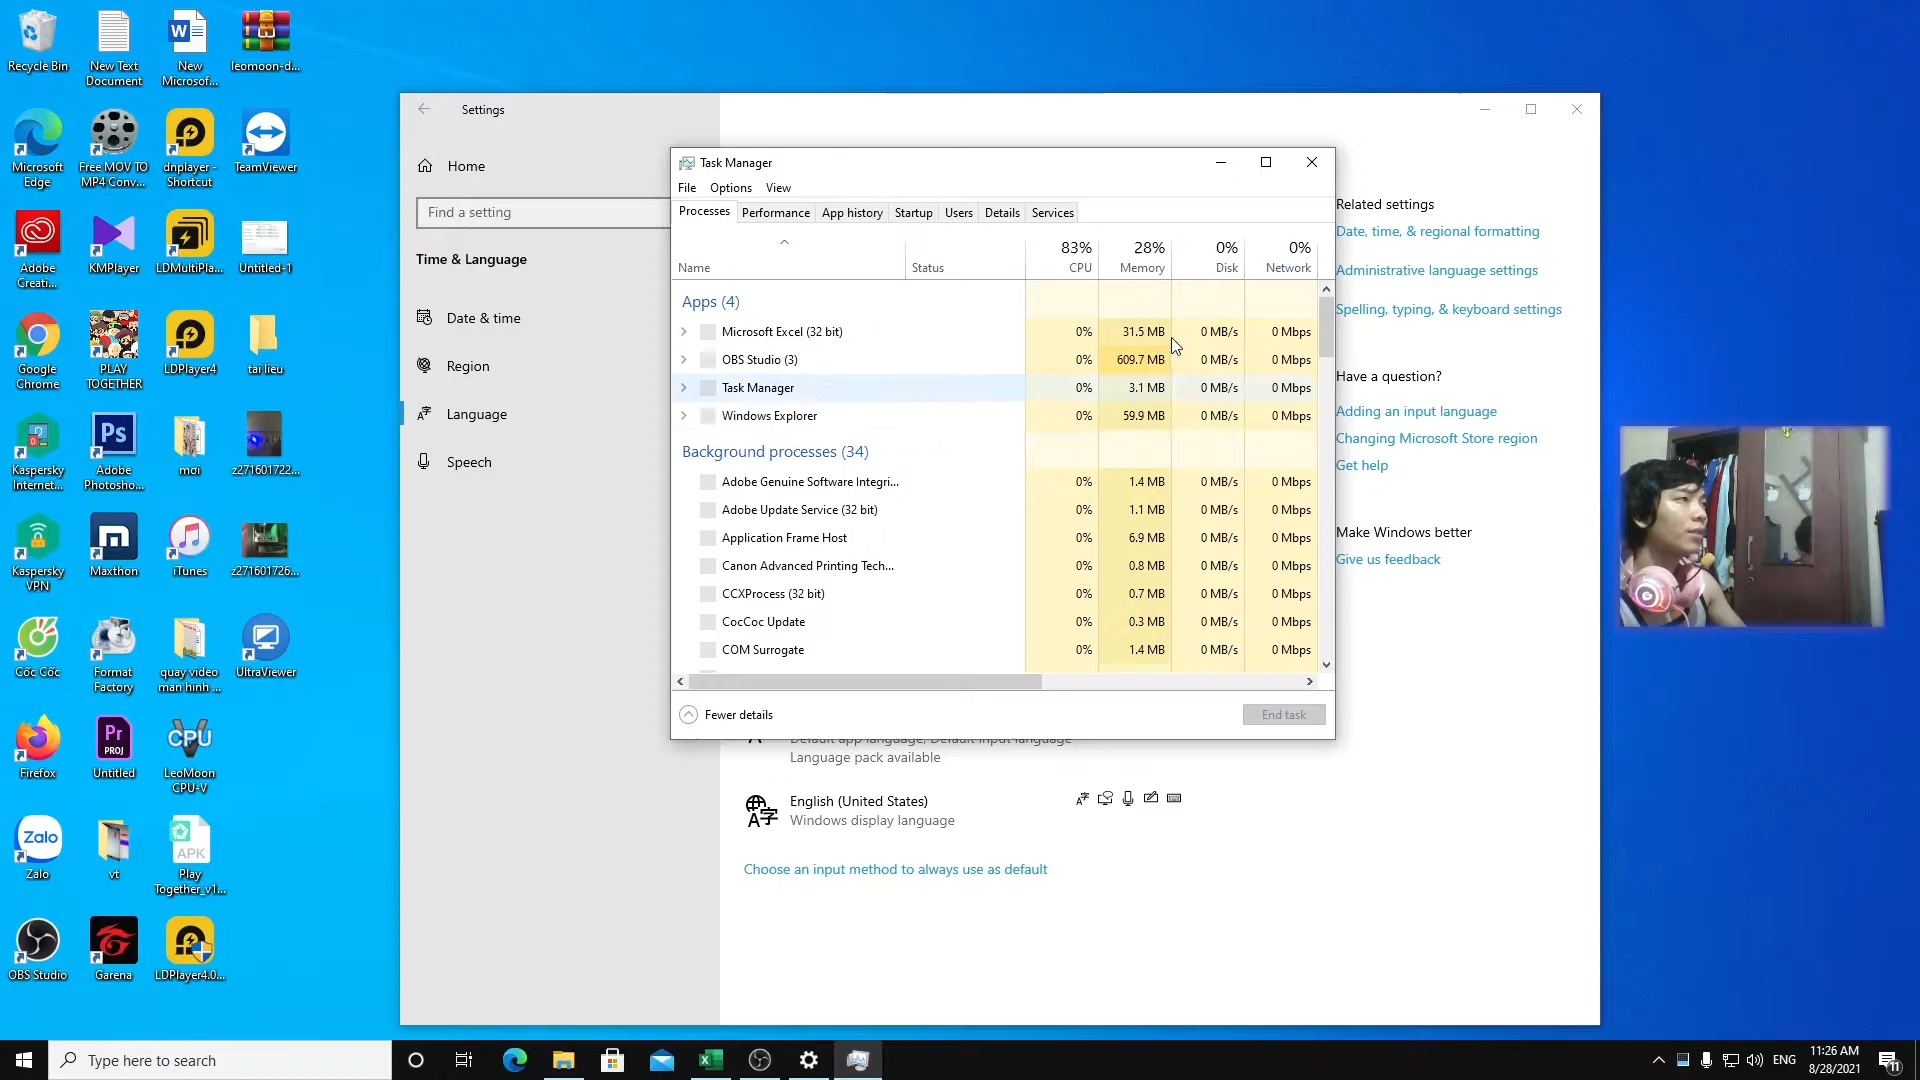 Recycle Bin
New Text
Document
New
Microsof...
leomoon-d...
Microsoft
Edge
Free MOV TO
MP4 Conv...
dnplayer -
Shortcut
TeamViewer
Adobe
Creati...
KMPlayer
LDMultiPla...
Untitled-1
Google
Chrome
PLAY
TOGETHER
LDPlayer4
tai lieu
Kaspersky
Internet...
Ps
Adobe
Photosho...
mơi
z271601722...
Kaspersky
VPN
Maxthon
iTunes
z271601726...
Cốc Cốc
Format
Factory
quay video
man hinh ...
UltraViewer
Firefox
Pr
PROJ
Untitled
CPU
LeoMoon
CPU-V
Zalo
Zalo
vt
APK
Play
Together_v1...
OBS Studio
Garena
LDPlayer4.0...
Settings
Home
Find a setting
Time & Language
Date & time
Region
Language
Speech
Task Manager
File Options View
Processes Performance App history Startup Users Details Services
83% 28% 0% 0%
Name Status CPU Memory Disk Network
Apps (4)
Microsoft Excel (32 bit) 0% 31.5 MB 0 MB/s 0 Mbps
OBS Studio (3) 0% 609.7 MB 0 MB/s 0 Mbps
Task Manager 0% 3.1 MB 0 MB/s 0 Mbps
Windows Explorer 0% 59.9 MB 0 MB/s 0 Mbps
Background processes (34)
Adobe Genuine Software Integri... 0% 1.4 MB 0 MB/s 0 Mbps
Adobe Update Service (32 bit) 0% 1.1 MB 0 MB/s 0 Mbps
Application Frame Host 0% 6.9 MB 0 MB/s 0 Mbps
Canon Advanced Printing Tech... 0% 0.8 MB 0 MB/s 0 Mbps
CCXProcess (32 bit) 0% 0.7 MB 0 MB/s 0 Mbps
CocCoc Update 0% 0.3 MB 0 MB/s 0 Mbps
COM Surrogate 0% 1.4 MB 0 MB/s 0 Mbps
Fewer details End task
Default app language, Default input language
Language pack available
English (United States)
Windows display language
Choose an input method to always use as default
Related settings
Date, time, & regional formatting
Administrative language settings
Spelling, typing, & keyboard settings
Have a question?
Adding an input language
Changing Microsoft Store region
Get help
Make Windows better
Give us feedback
Type here to search
ENG
11:26 AM
8/28/2021
11